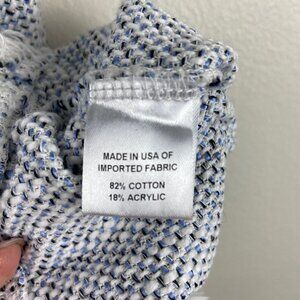 MADE IN USA OF
IMPORTED FABRIC
82% COTTON
18% ACRYLIC